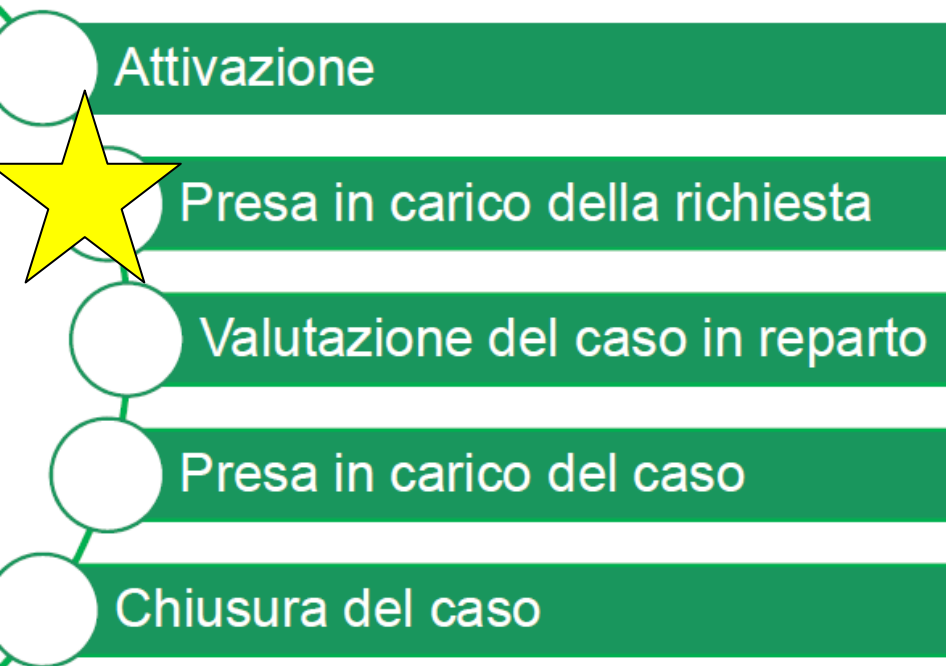 Attivazione
Presa in carico della richiesta
Valutazione del caso in reparto
Presa in carico del caso
Chiusura del caso